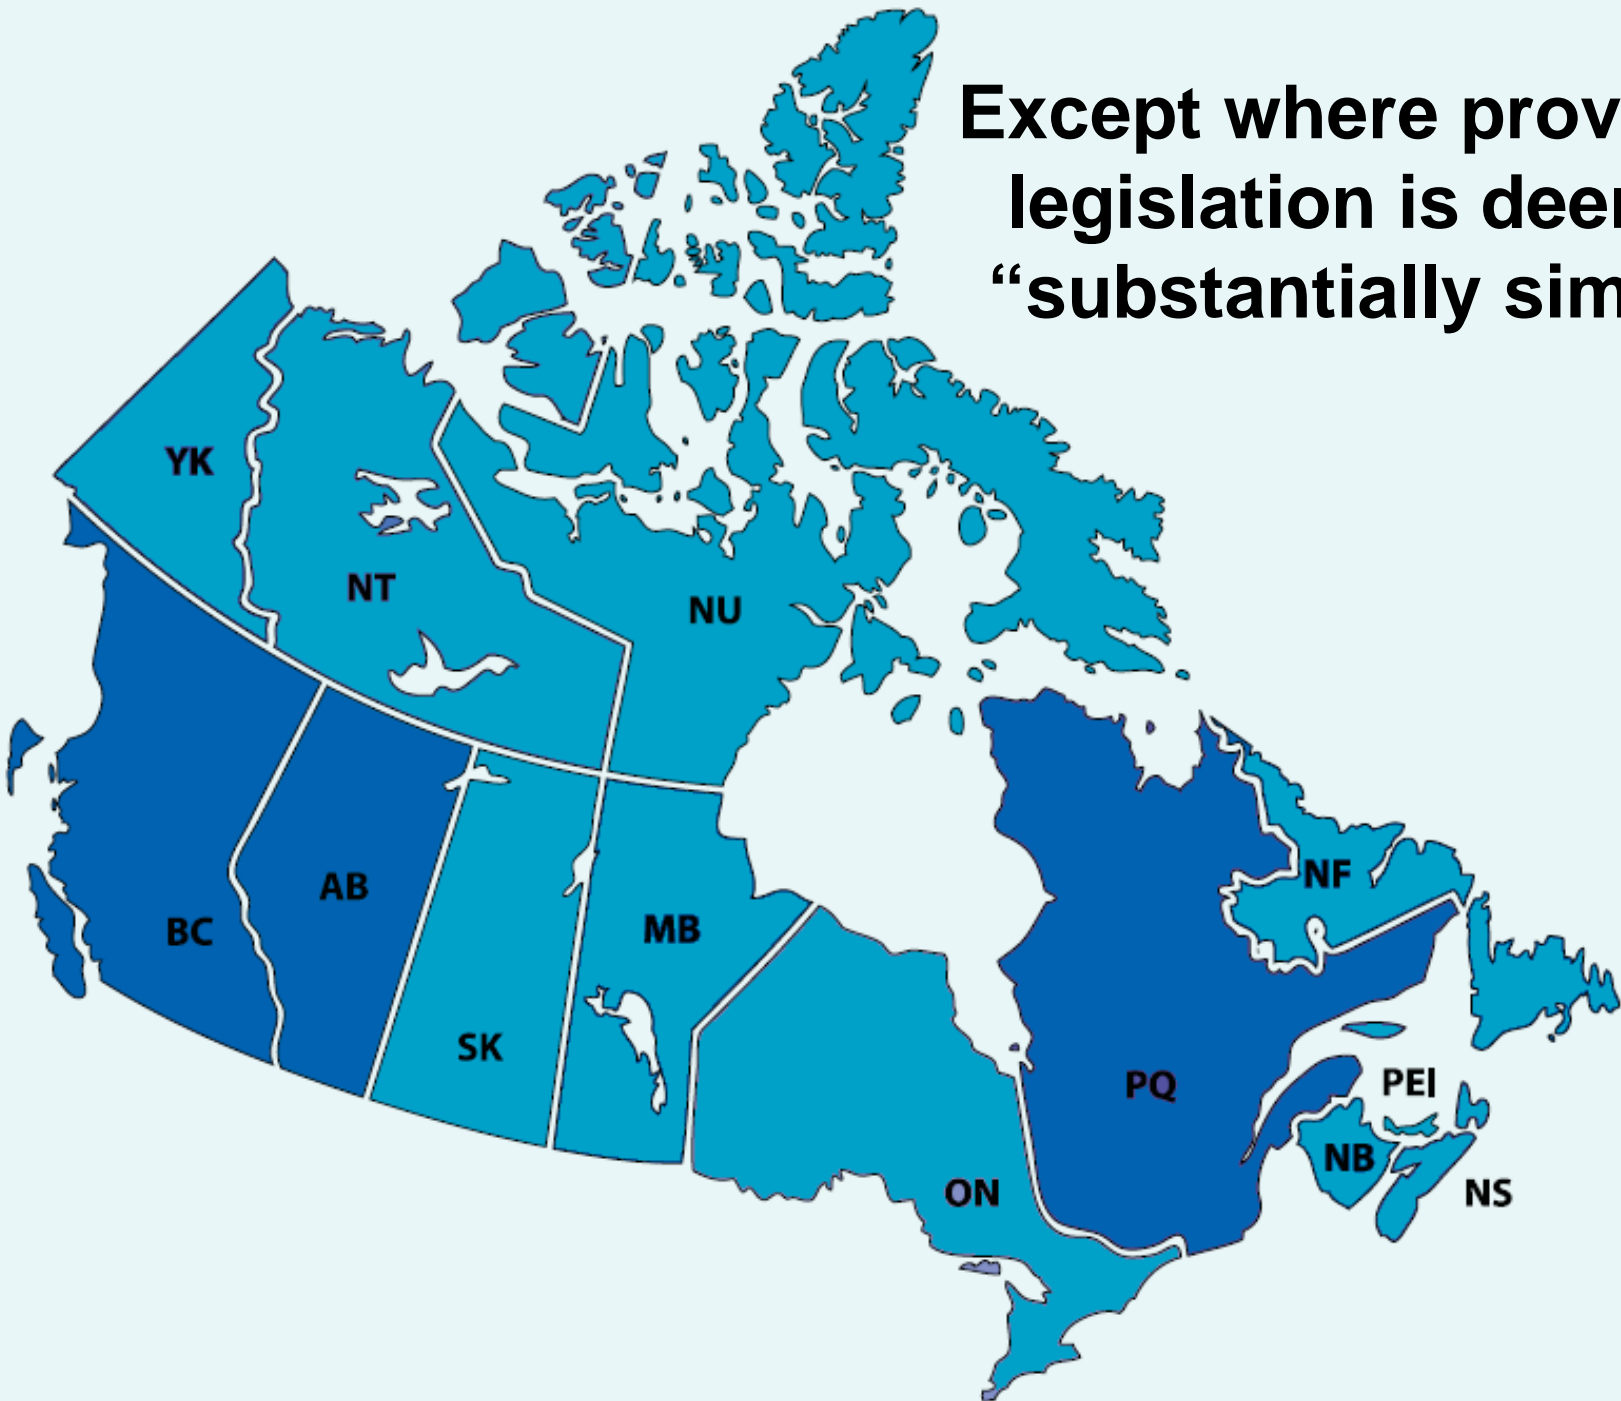 Except where prov
legislation is deer
“substantially sim
YK
NT
NU
AB
BC
SK
MB
ON
PQ
NF
PEI
NB
NS